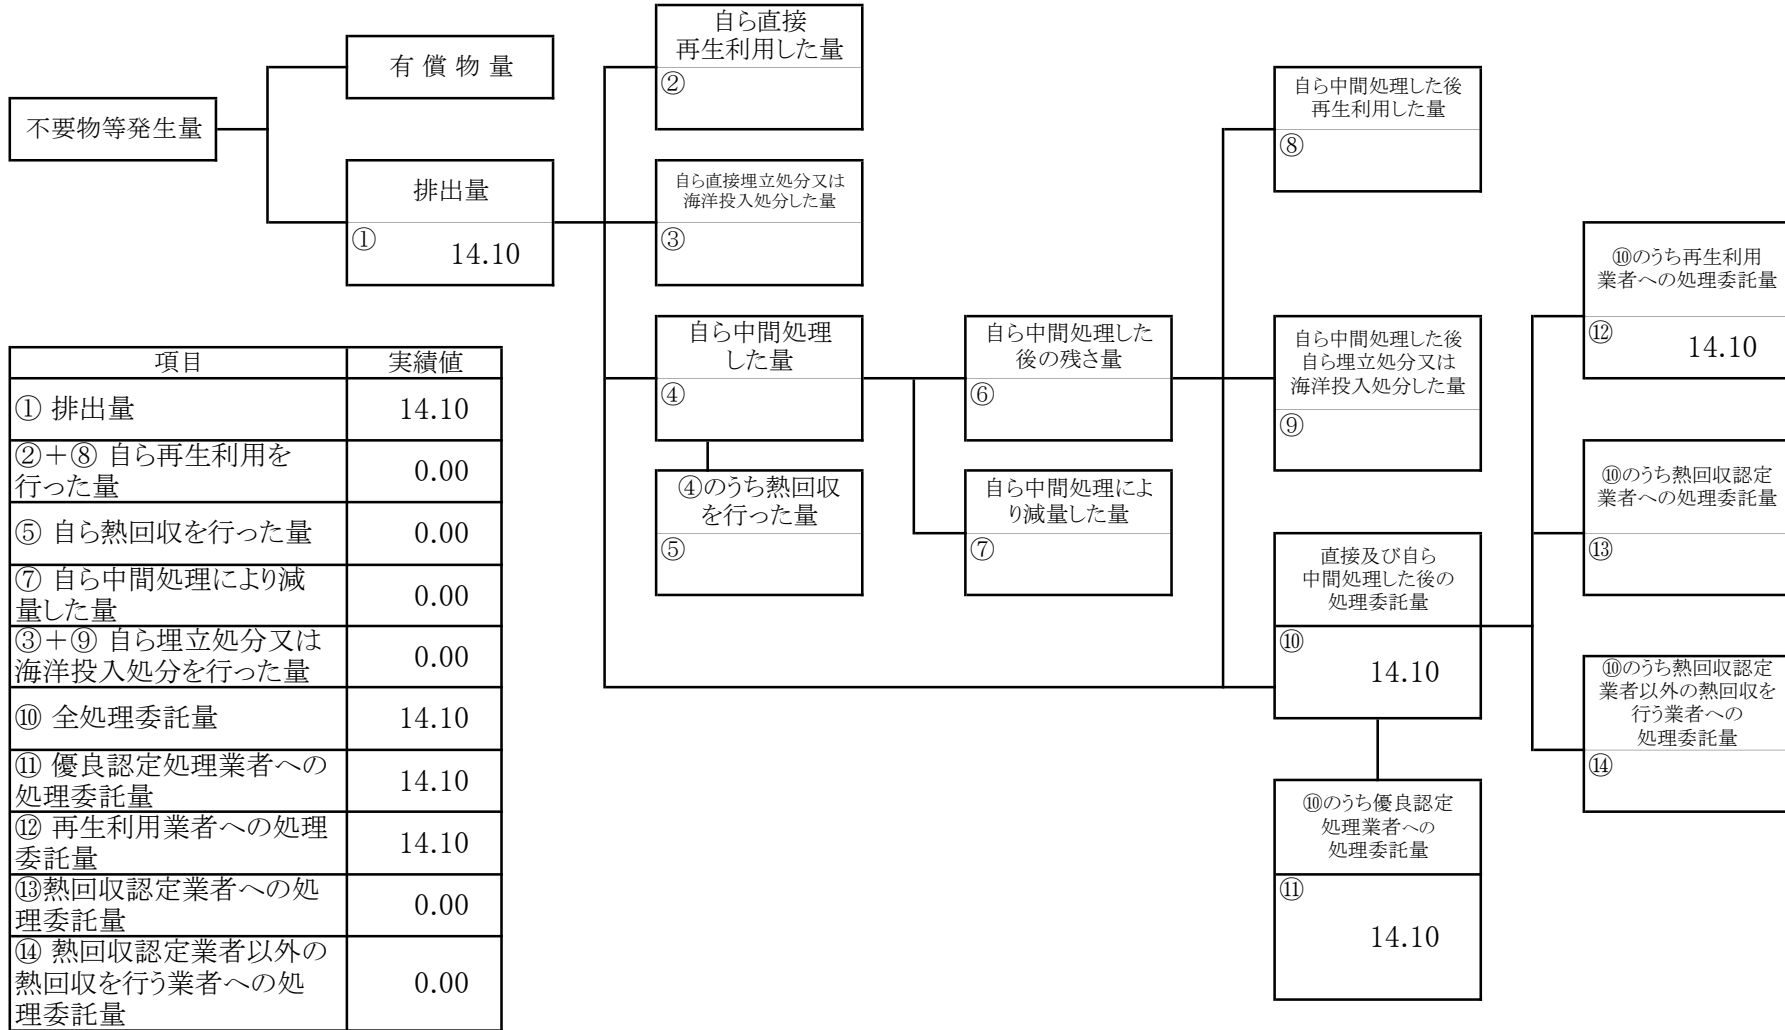 不要物等発生量
有 償 物 量
排出量
①
14.10
自ら直接
再生利用した量
②
自ら直接埋立処分又は
海洋投入処分した量
③
自ら中間処理
した量
④
④のうち熱回収
を行った量
⑤
自ら中間処理した
後の残さ量
⑥
自ら中間処理によ
り減量した量
⑦
自ら中間処理した後
再生利用した量
⑧
自ら中間処理した後
自ら埋立処分又は
海洋投入処分した量
⑨
直接及び自ら
中間処理した後の
処理委託量
⑩
14.10
⑩のうち優良認定
処理業者への
処理委託量
⑪
14.10
⑩のうち再生利用
業者への処理委託量
⑫
14.10
⑩のうち熱回収認定
業者への処理委託量
⑬
⑩のうち熱回収認定
業者以外の熱回収を
行う業者への
処理委託量
⑭
項目 実績値
① 排出量 14.10
②＋⑧ 自ら再生利用を
行った量 0.00
⑤ 自ら熱回収を行った量 0.00
⑦ 自ら中間処理により減
量した量 0.00
③＋⑨ 自ら埋立処分又は
海洋投入処分を行った量 0.00
⑩ 全処理委託量 14.10
⑪ 優良認定処理業者への
処理委託量 14.10
⑫ 再生利用業者への処理
委託量 14.10
⑬熱回収認定業者への処
理委託量 0.00
⑭ 熱回収認定業者以外の
熱回収を行う業者への処 0.00
理委託量